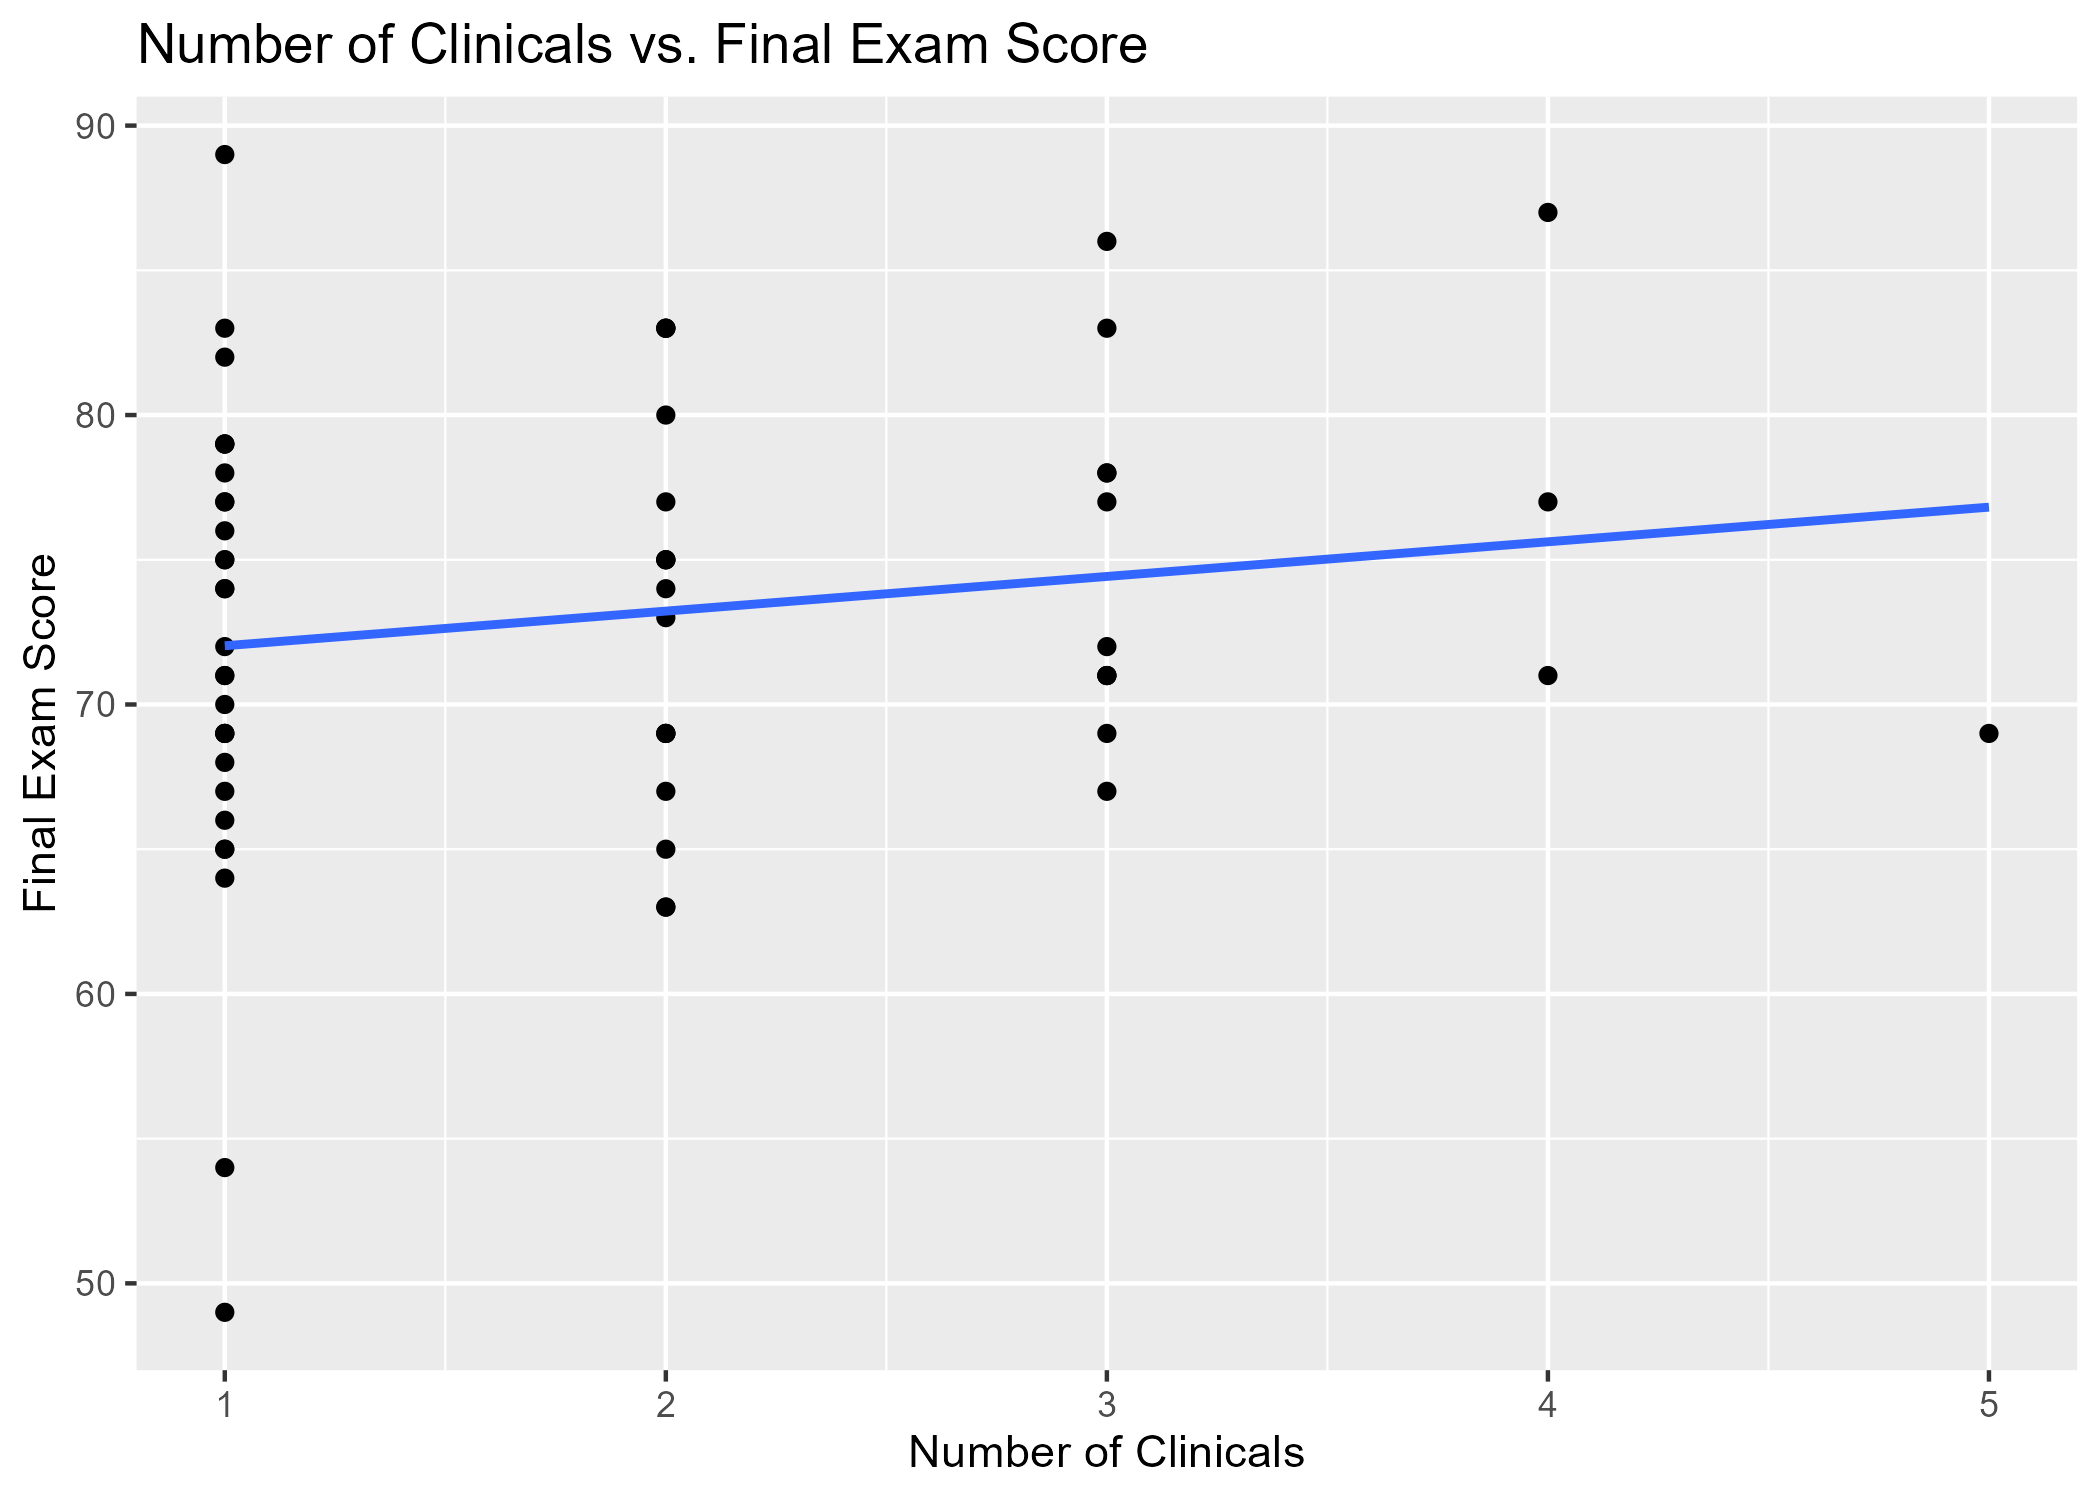 Number of Clinicals vs. Final Exam Score
Final Exam Score
90
80
70
60
50
1 2 3 4 5
Number of Clinicals